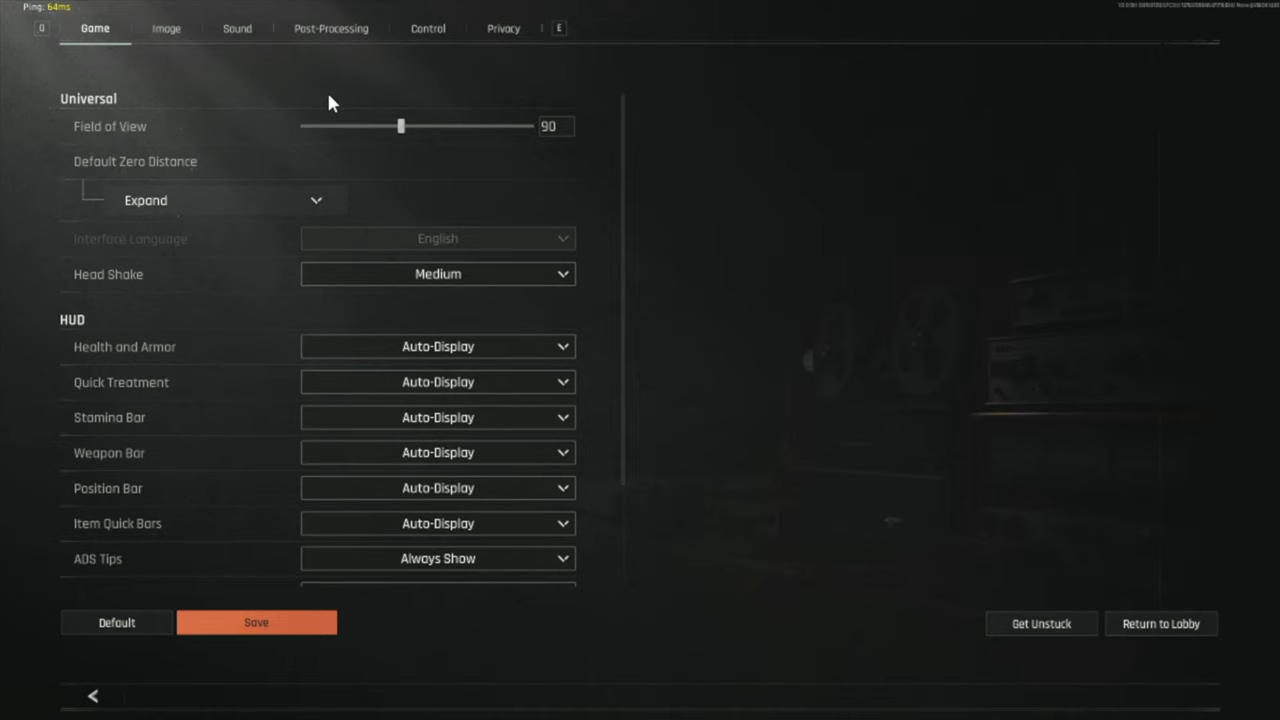 Ping: 64ms
Q Game Image Sound Post-Processing Control Privacy E
Universal
Field of View 90
Default Zero Distance
Expand
Interface Language English
Head Shake Medium
HUD
Health and Armor Auto-Display
Quick Treatment Auto-Display
Stamina Bar Auto-Display
Weapon Bar Auto-Display
Position Bar Auto-Display
Item Quick Bars Auto-Display
ADS Tips Always Show
Default Save Get Unstuck Return to Lobby